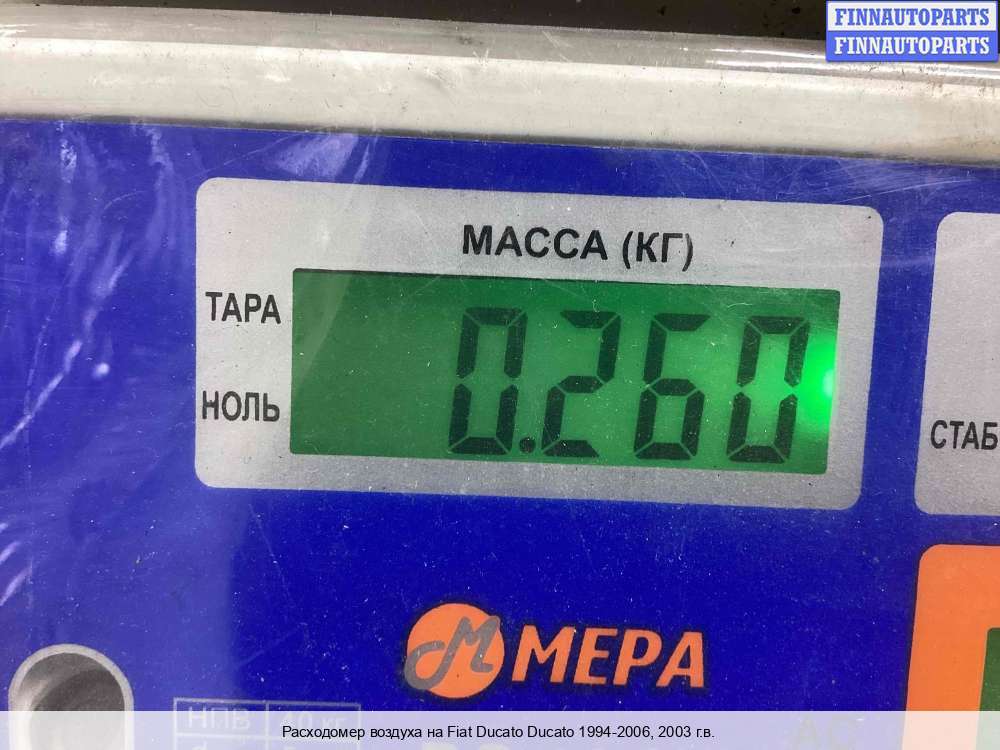 FINNAUTOPARTS
FINNAUTOPARTS
МАССА (КГ)
ТАРА
0.260
НОЛЬ
СТАБ
МЕРА
НПВ
Расходомер воздуха на Fiat Ducato Ducato 1994-2006, 2003 г.в.